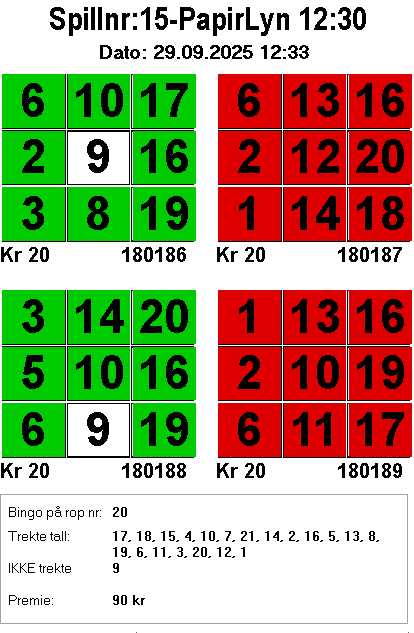 Spillnr:15-PapirLyn 12:30
Dato: 29.09.2025 12:33
6 10 17 6 13 16
2 9 16 2 12 20
3 8 19 1 14 18
Kr 20 180186 Kr 20 180187
3 14 20 1 13 16
5 10 16 2 10 19
6 9 19 6 11 17
Kr 20 180188 Kr 20 180189
Bingo på rop nr: 20
Trekte tall: 17, 18, 15, 4, 10, 7, 21, 14, 2, 16, 5, 13, 8,
19, 6, 11, 3, 20, 12, 1
IKKE trekte 9
Premie: 90 kr